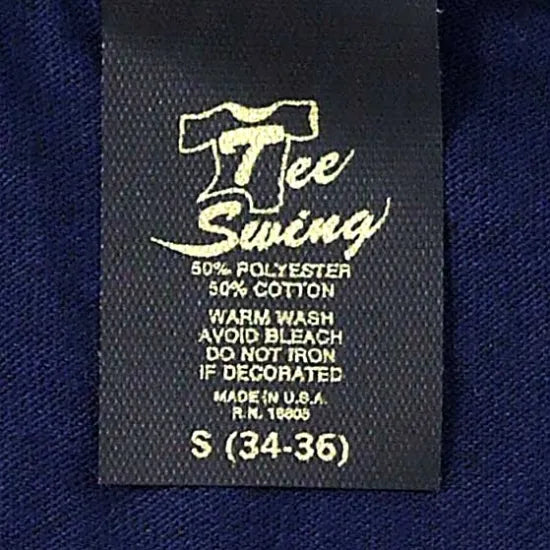 Tee
Swing
50% POLYESTER
50% COTTON
WARM WASH
AVOID BLEACH
DO NOT IRON
IF DECORATED
MADE IN U.S.A.
R.N. 16805
S (34-36)